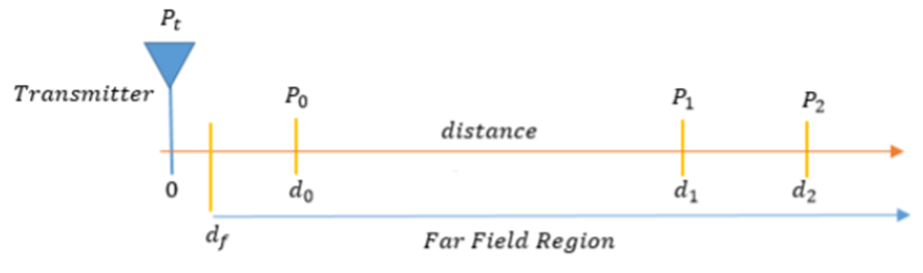 P_t
Transmitter
P_0
P_1
P_2
distance
0
d_0
d_1
d_2
d_f
Far Field Region